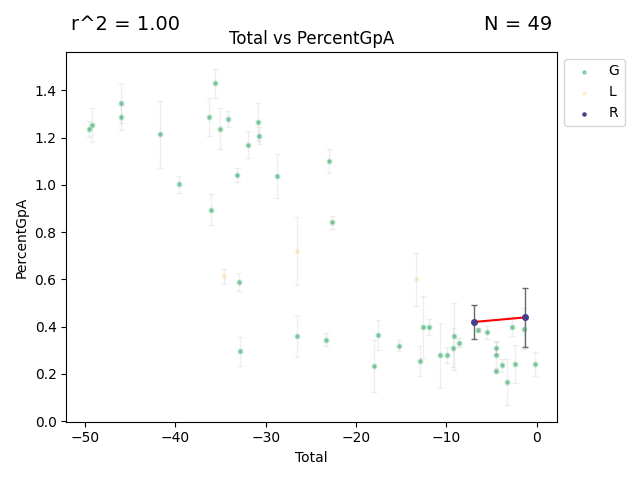 r^2 = 1.00
N = 49
Total vs PercentGpA
G
L
R
PercentGpA
1.4
1.2
1.0
0.8
0.6
0.4
0.2
0.0
−50
−40
−30
−20
−10
0
Total